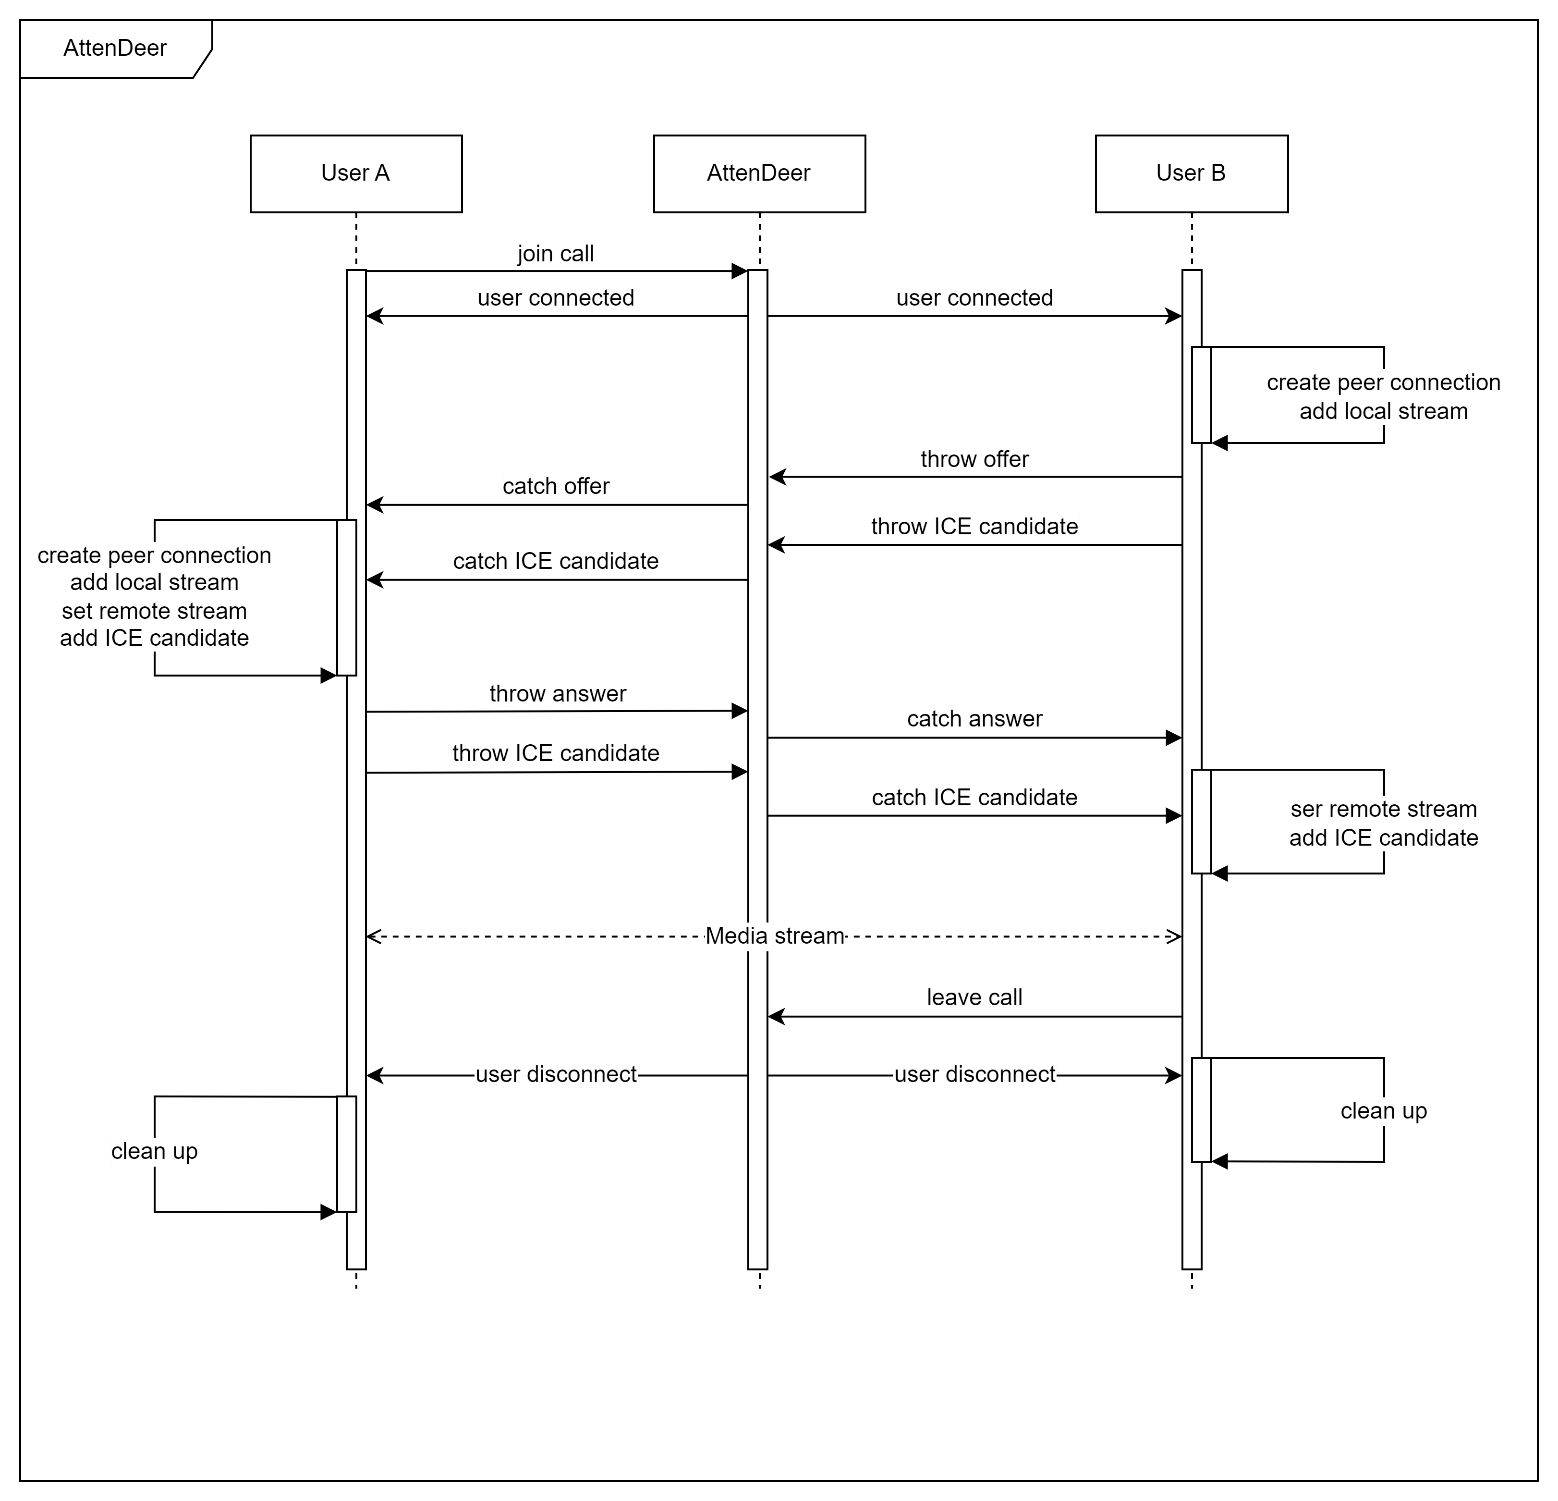 AttenDeer
User A
AttenDeer
User B
join call
user connected
user connected
create peer connection
add local stream
throw offer
catch offer
throw ICE candidate
catch ICE candidate
create peer connection
add local stream
set remote stream
add ICE candidate
throw answer
catch answer
throw ICE candidate
catch ICE candidate
ser remote stream
add ICE candidate
Media stream
leave call
user disconnect
user disconnect
clean up
clean up